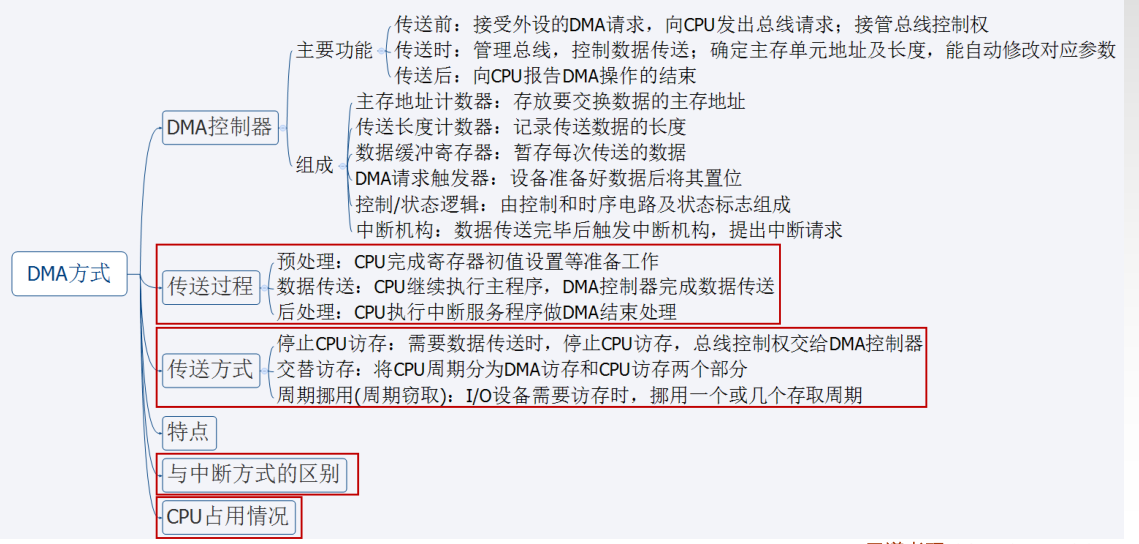 传送前：接受外设的DMA请求，向CPU发出总线请求；接管总线控制权
主要功能
传送时：管理总线，控制数据传送；确定主存单元地址及长度，能自动修改对应参数
传送后：向CPU报告DMA操作的结束
DMA控制器
主存地址计数器：存放要交换数据的主存地址
传送长度计数器：记录传送数据的长度
数据缓冲寄存器：暂存每次传送的数据
组成
DMA请求触发器：设备准备好数据后将其置位
控制/状态逻辑：由控制和时序电路及状态标志组成
中断机构：数据传送完毕后触发中断机构，提出中断请求
DMA方式
预处理：CPU完成寄存器初值设置等准备工作
传送过程
数据传送：CPU继续执行主程序，DMA控制器完成数据传送
后处理：CPU执行中断服务程序做DMA结束处理
停止CPU访存：需要数据传送时，停止CPU访存，总线控制权交给DMA控制器
传送方式
交替访存：将CPU周期分为DMA访存和CPU访存两个部分
周期挪用(周期窃取)：I/O设备需要访存时，挪用一个或几个存取周期
特点
与中断方式的区别
CPU占用情况